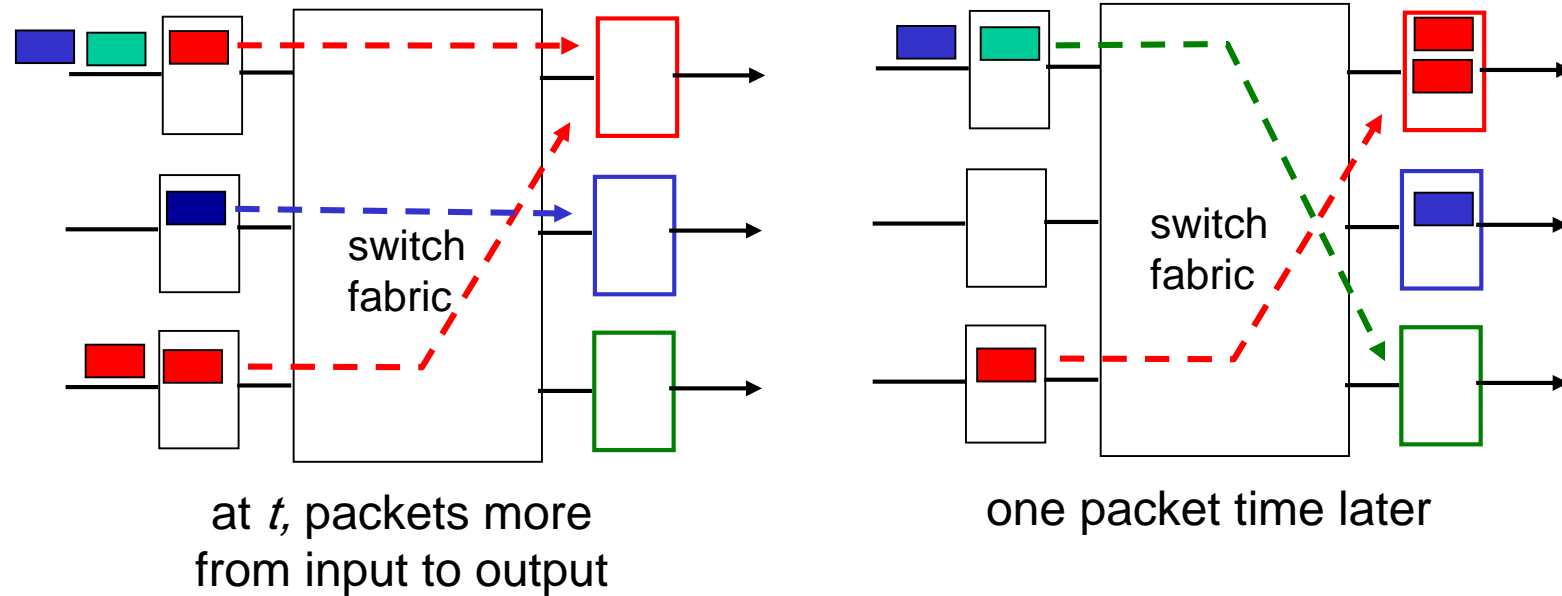 switch
fabric
at t, packets more
from input to output
switch
fabric
one packet time later